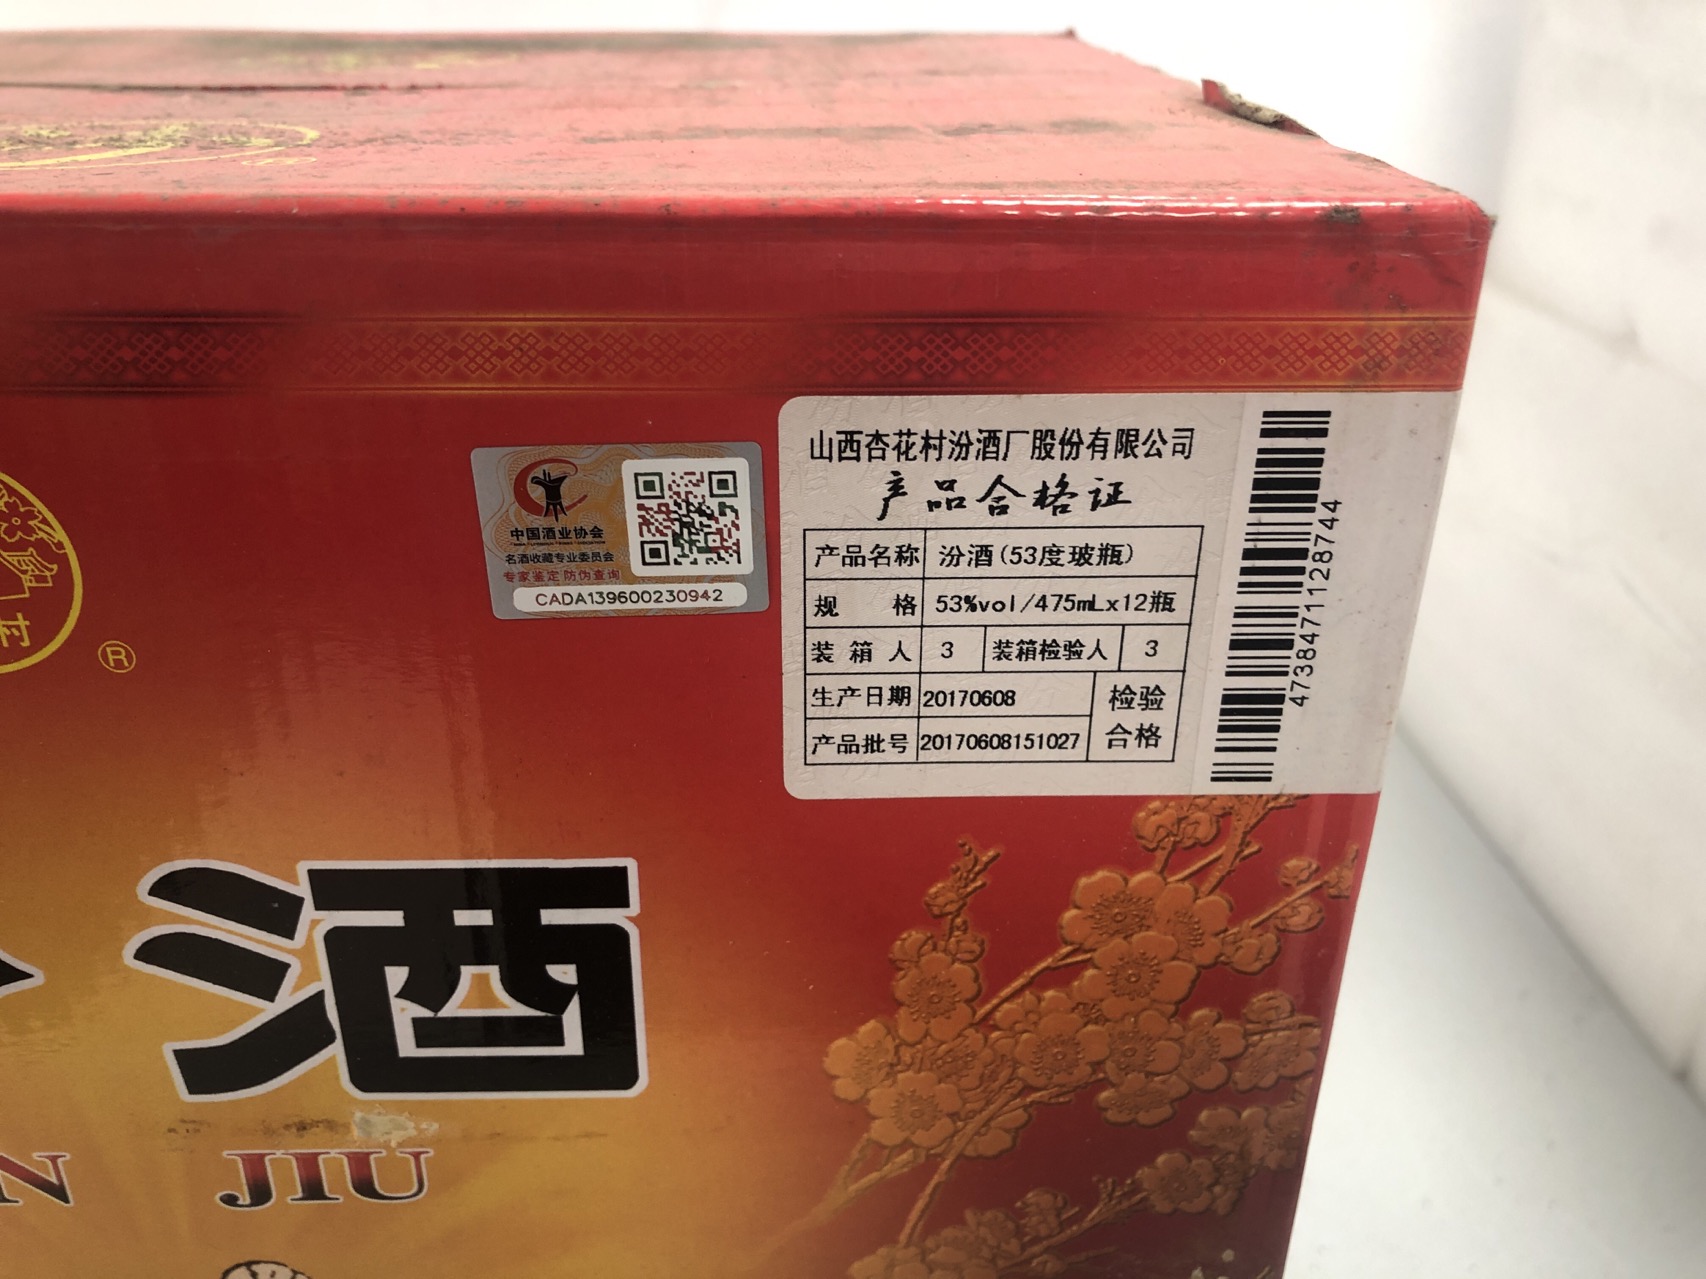 村
®
中国酒业协会
名酒收藏专业委员会
专家鉴定 防伪查询
CADA139600230942
山西杏花村汾酒厂股份有限公司
产品合格证
产品名称 汾酒(53度玻瓶)
规格 53%vol/475mLx12瓶
装箱人 3 装箱检验人 3
生产日期 20170608 检验合格
产品批号 20170608151027
4738471128744
酒
N JIU